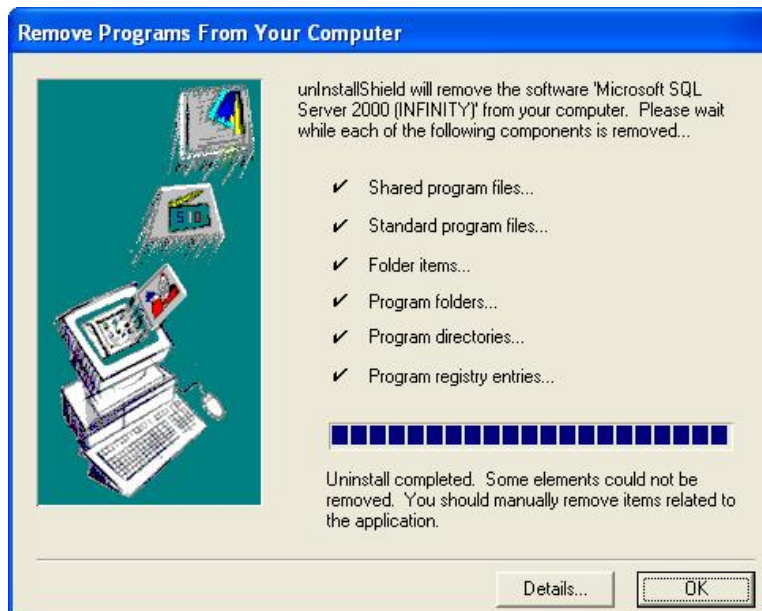 Remove Programs From Your Computer
unInstallShield will remove the software 'Microsoft SQL
Server 2000 (INFINITY)' from your computer.  Please wait
while each of the following components is removed...
✔ Shared program files...
✔ Standard program files...
✔ Folder items...
✔ Program folders...
✔ Program directories...
✔ Program registry entries...
Uninstall completed.  Some elements could not be
removed.  You should manually remove items related to
the application.
Details...
OK